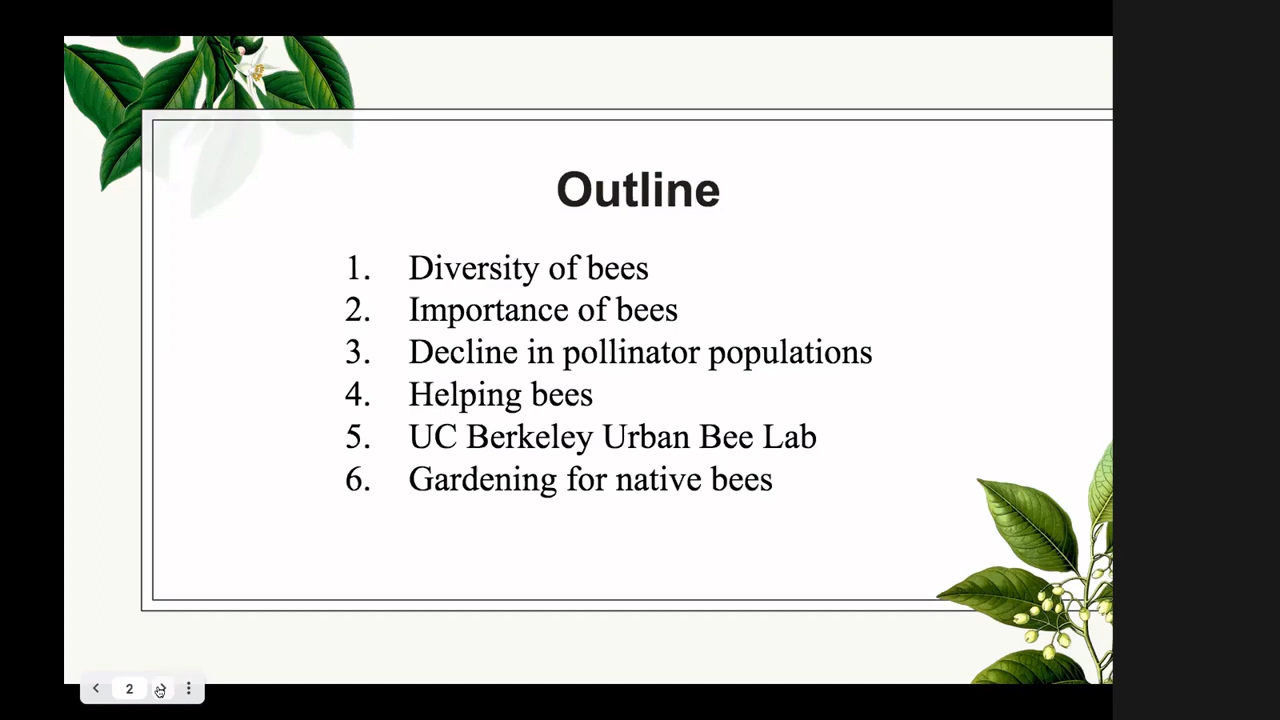 Outline
1. Diversity of bees
2. Importance of bees
3. Decline in pollinator populations
4. Helping bees
5. UC Berkeley Urban Bee Lab
6. Gardening for native bees
2